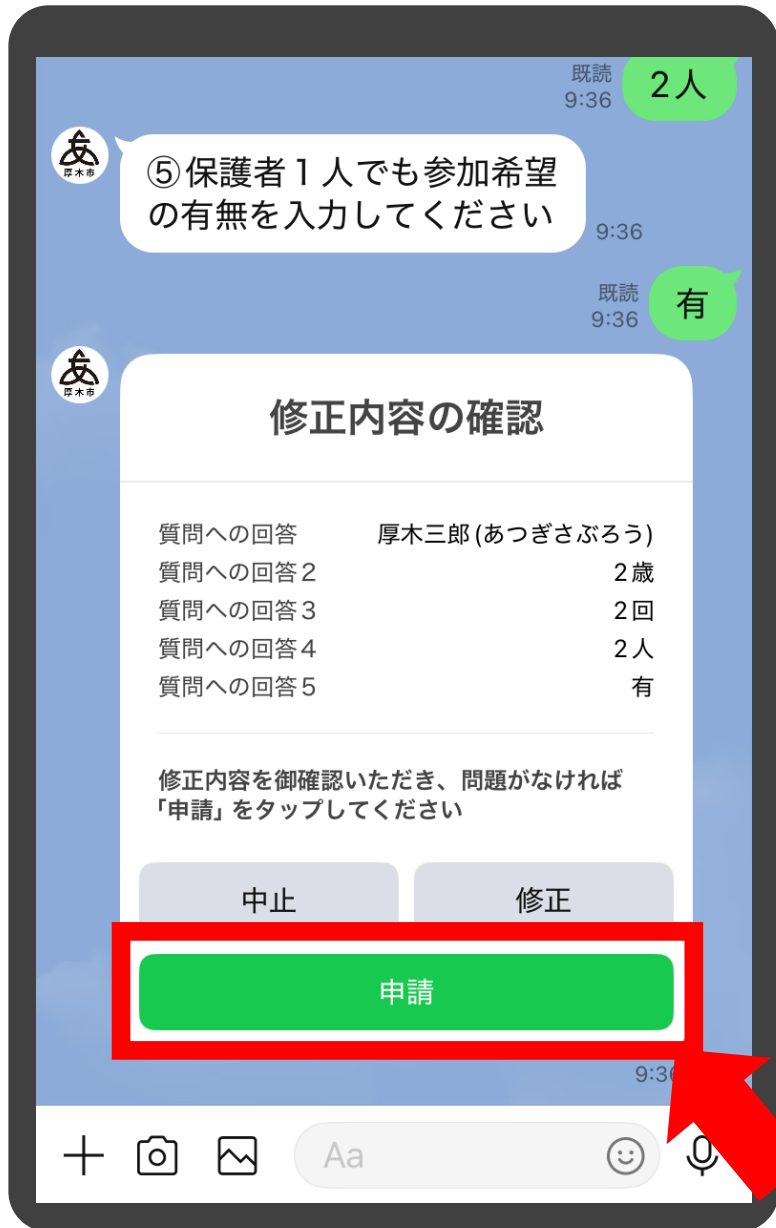 既読
9:36
2人
厚木市
⑤保護者１人でも参加希望
の有無を入力してください
9:36
既読
9:36
有
厚木市
修正内容の確認
質問への回答 厚木三郎(あつぎさぶろう)
質問への回答２ 2歳
質問への回答３ 2回
質問への回答４ 2人
質問への回答５ 有
修正内容を御確認いただき、問題がなければ
「申請」をタップしてください
中止 修正
申請
9:36
Aa